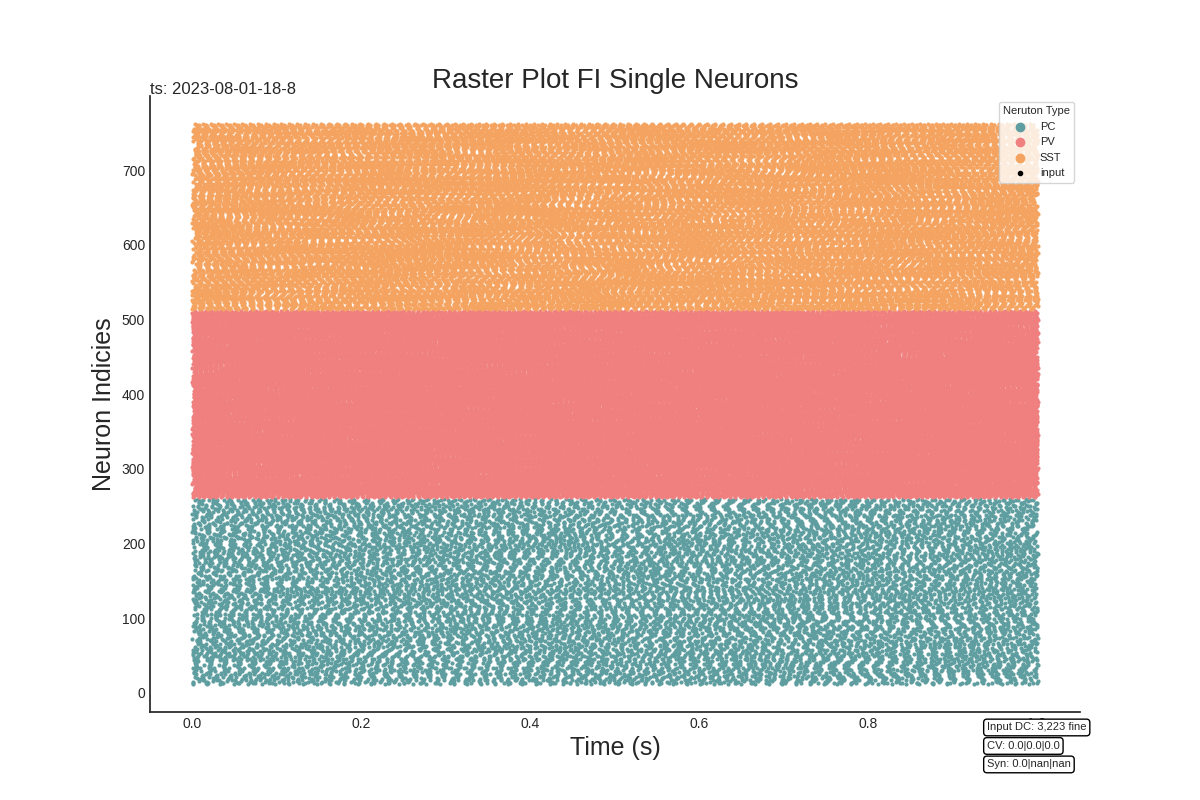 Raster Plot FI Single Neurons
ts: 2023-08-01-18-8
Neruton Type
PC
PV
SST
input
Neuron Indicies
700
600
500
400
300
200
100
0
0.0
0.2
0.4
0.6
0.8
Time (s)
Input DC: 3,223 fine
CV: 0.0|0.0|0.0
Syn: 0.0|nan|nan